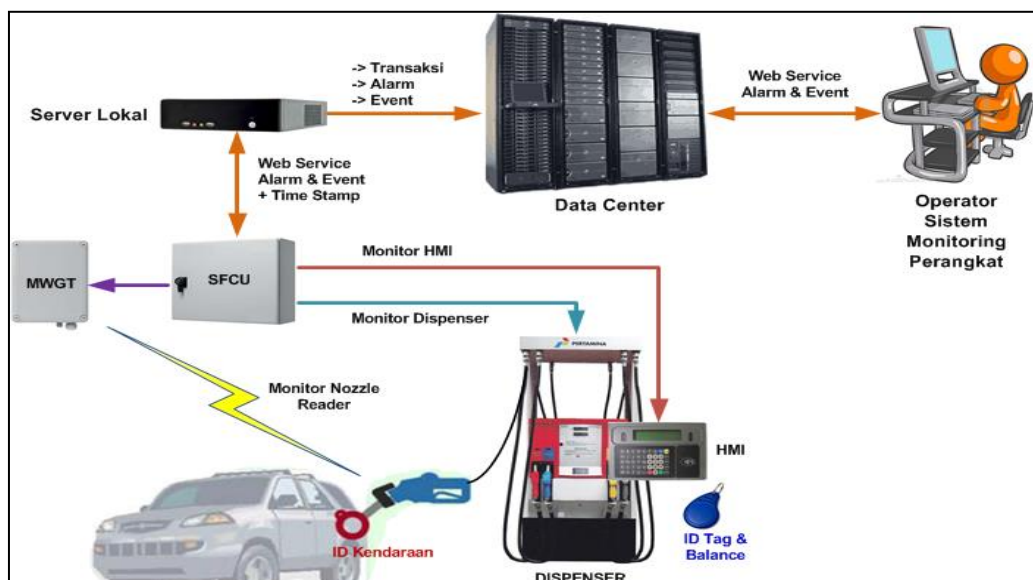 -> Transaksi
-> Alarm
-> Event
Server Lokal
Web Service
Alarm & Event
Web Service
Alarm & Event
+ Time Stamp
Data Center
Operator
Sistem
Monitoring
Perangkat
MWGT
SFCU
Monitor HMI
Monitor Dispenser
PERTAMINA
Monitor Nozzle
Reader
HMI
ID Kendaraan
ID Tag &
Balance
DISPENSER